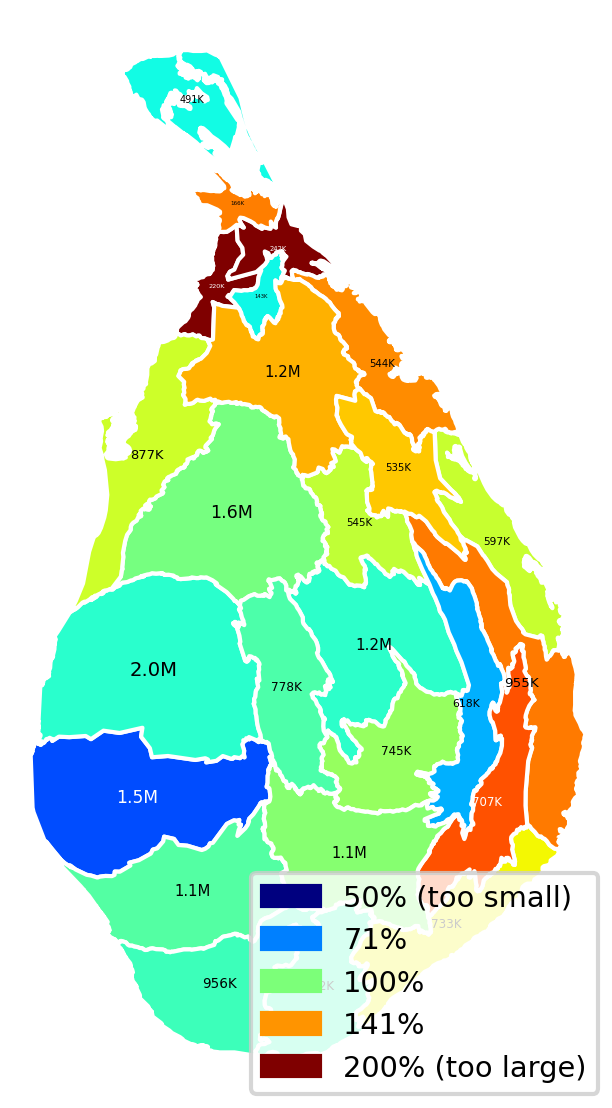 491K
166K
242K
220K
143K
544K
1.2M
877K
535K
1.6M
545K
597K
1.2M
2.0M
955K
778K
618K
745K
1.5M
707K
1.1M
1.1M
50% (too small)
733K
71%
956K
2K
100%
141%
200% (too large)